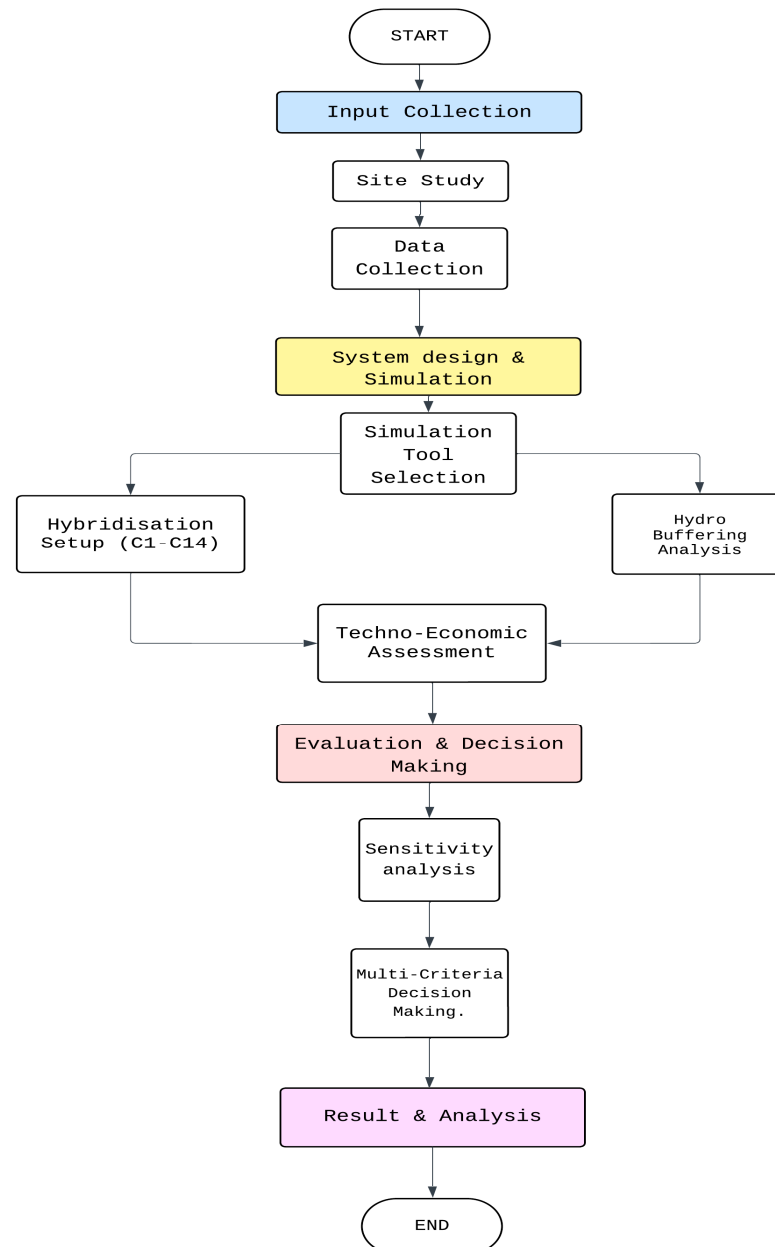 START
Input Collection
Site Study
Data
Collection
System design &
Simulation
Simulation
Tool
Selection
Hybridisation
Setup (C1-C14)
Hydro
Buffering
Analysis
Techno-Economic
Assessment
Evaluation & Decision
Making
Sensitivity
analysis
Multi-Criteria
Decision
Making.
Result & Analysis
END